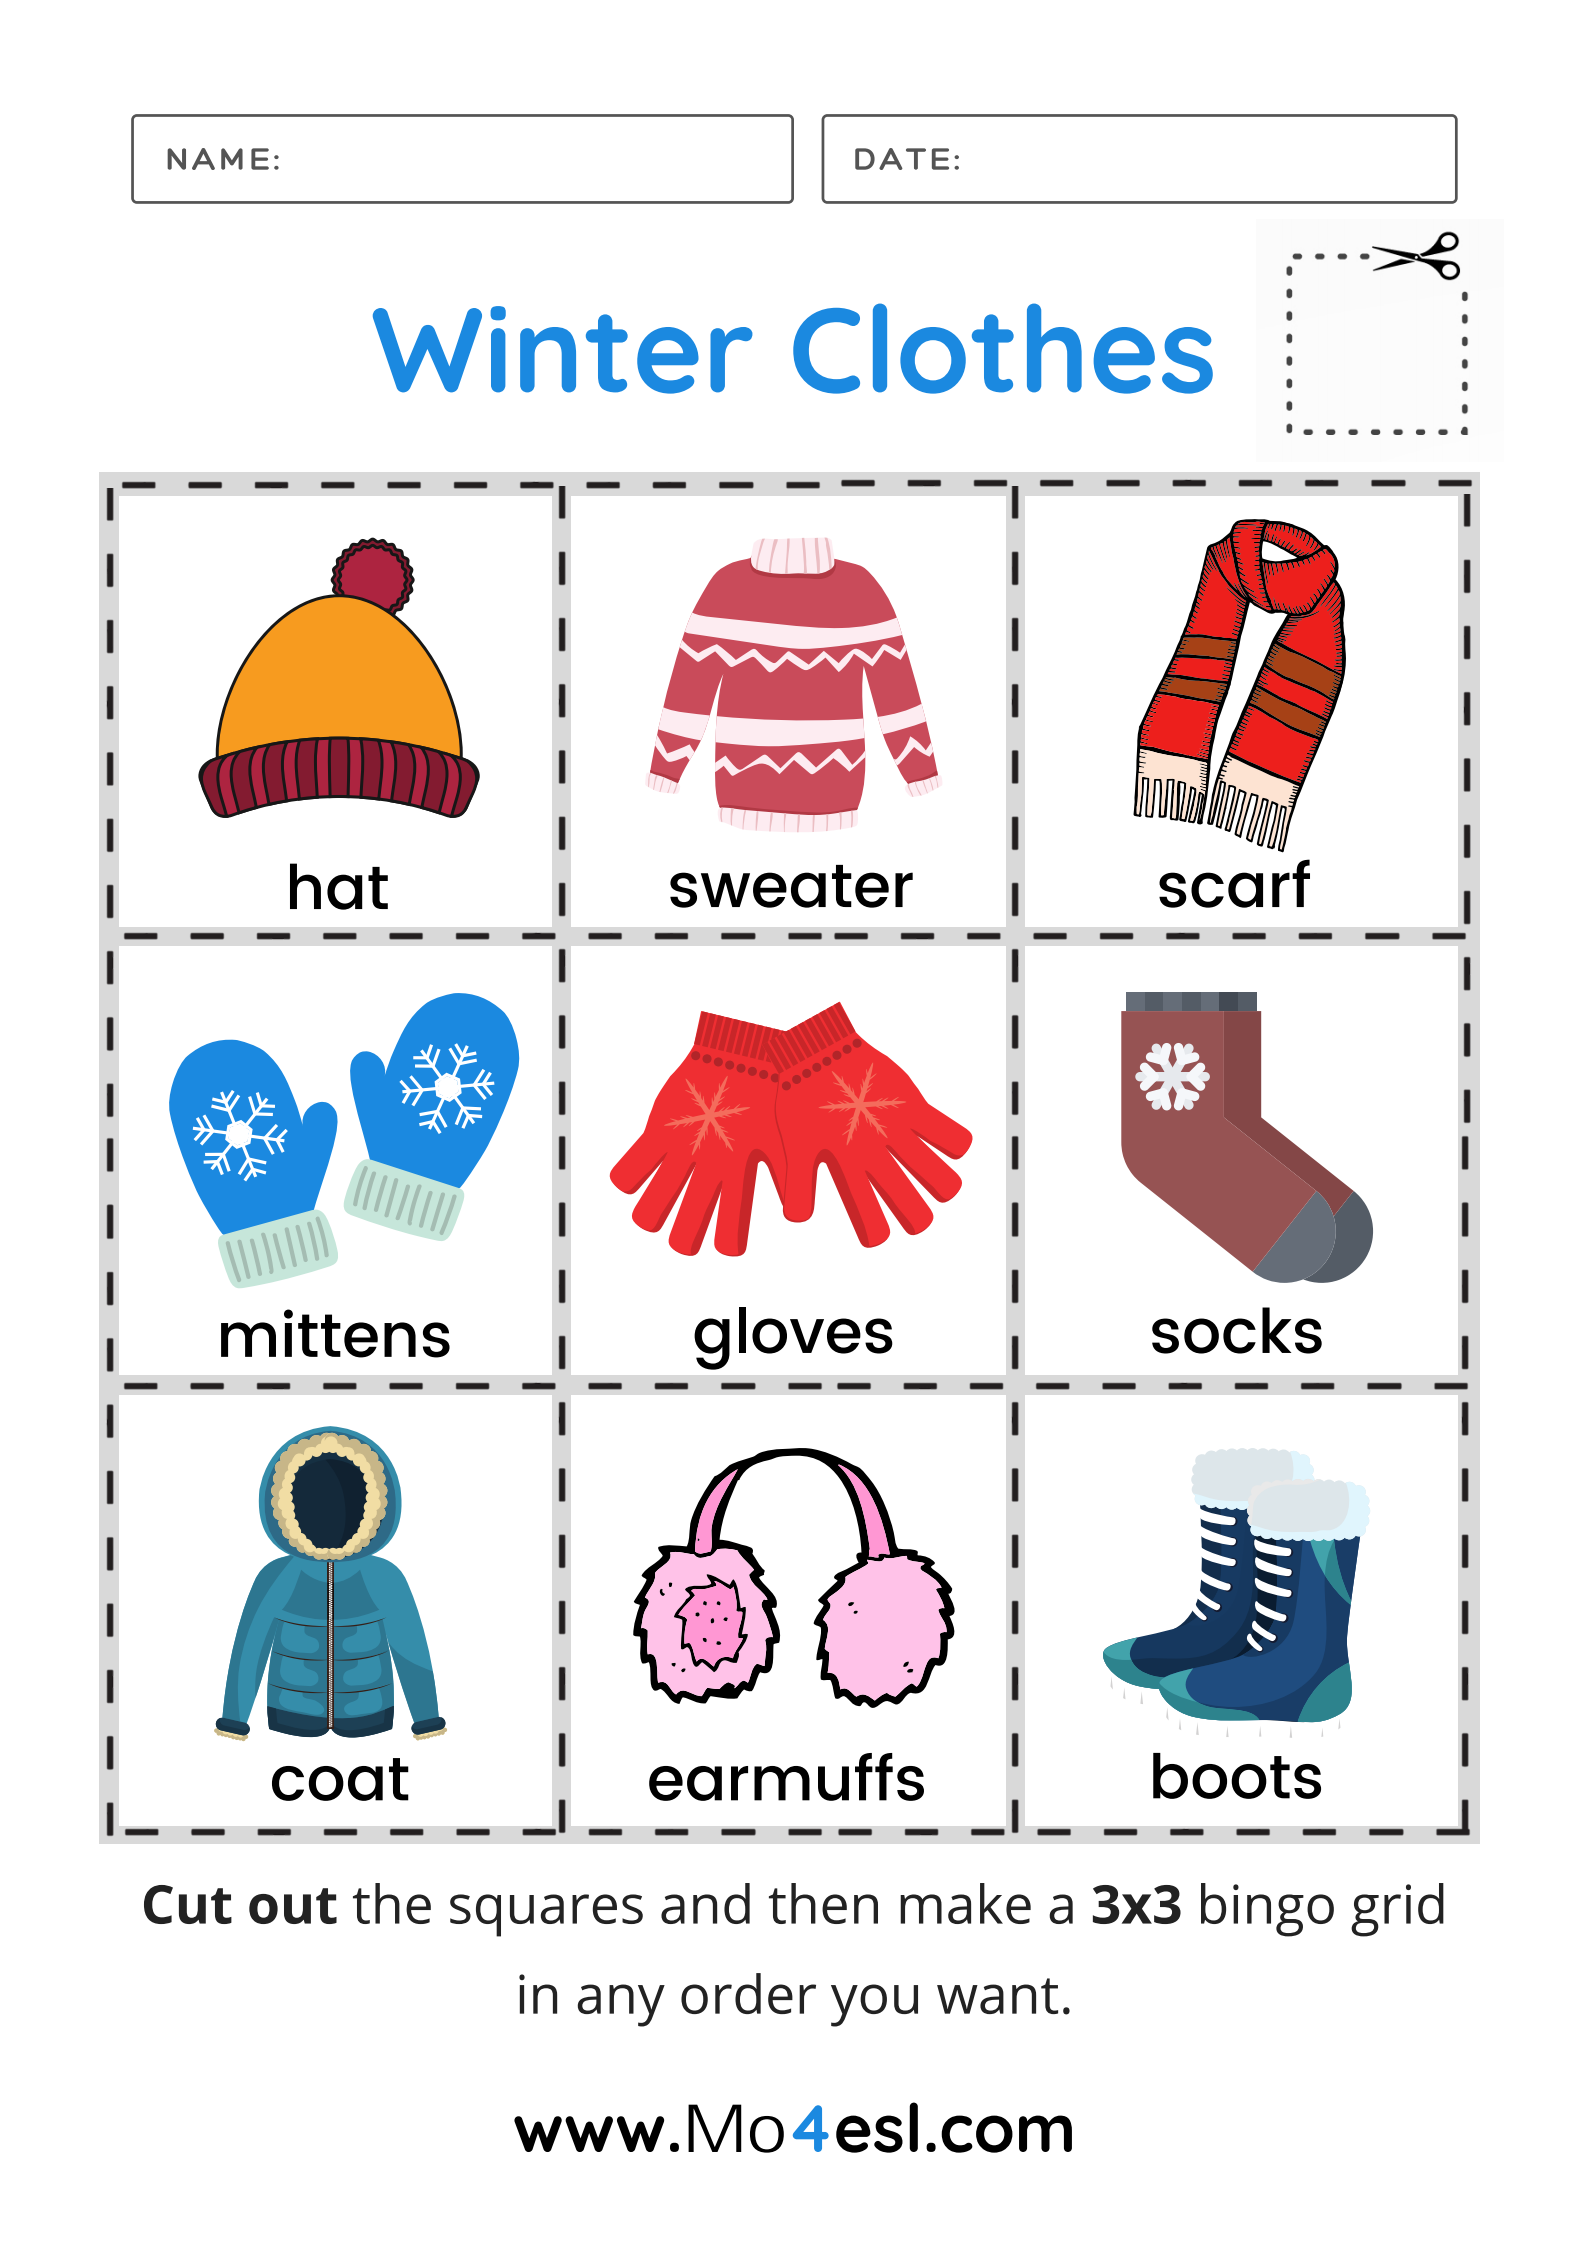 NAME:
DATE:
Winter Clothes
hat
sweater
scarf
mittens
gloves
socks
coat
earmuffs
boots
Cut out the squares and then make a 3x3 bingo grid
in any order you want.
www.Mo4esl.com